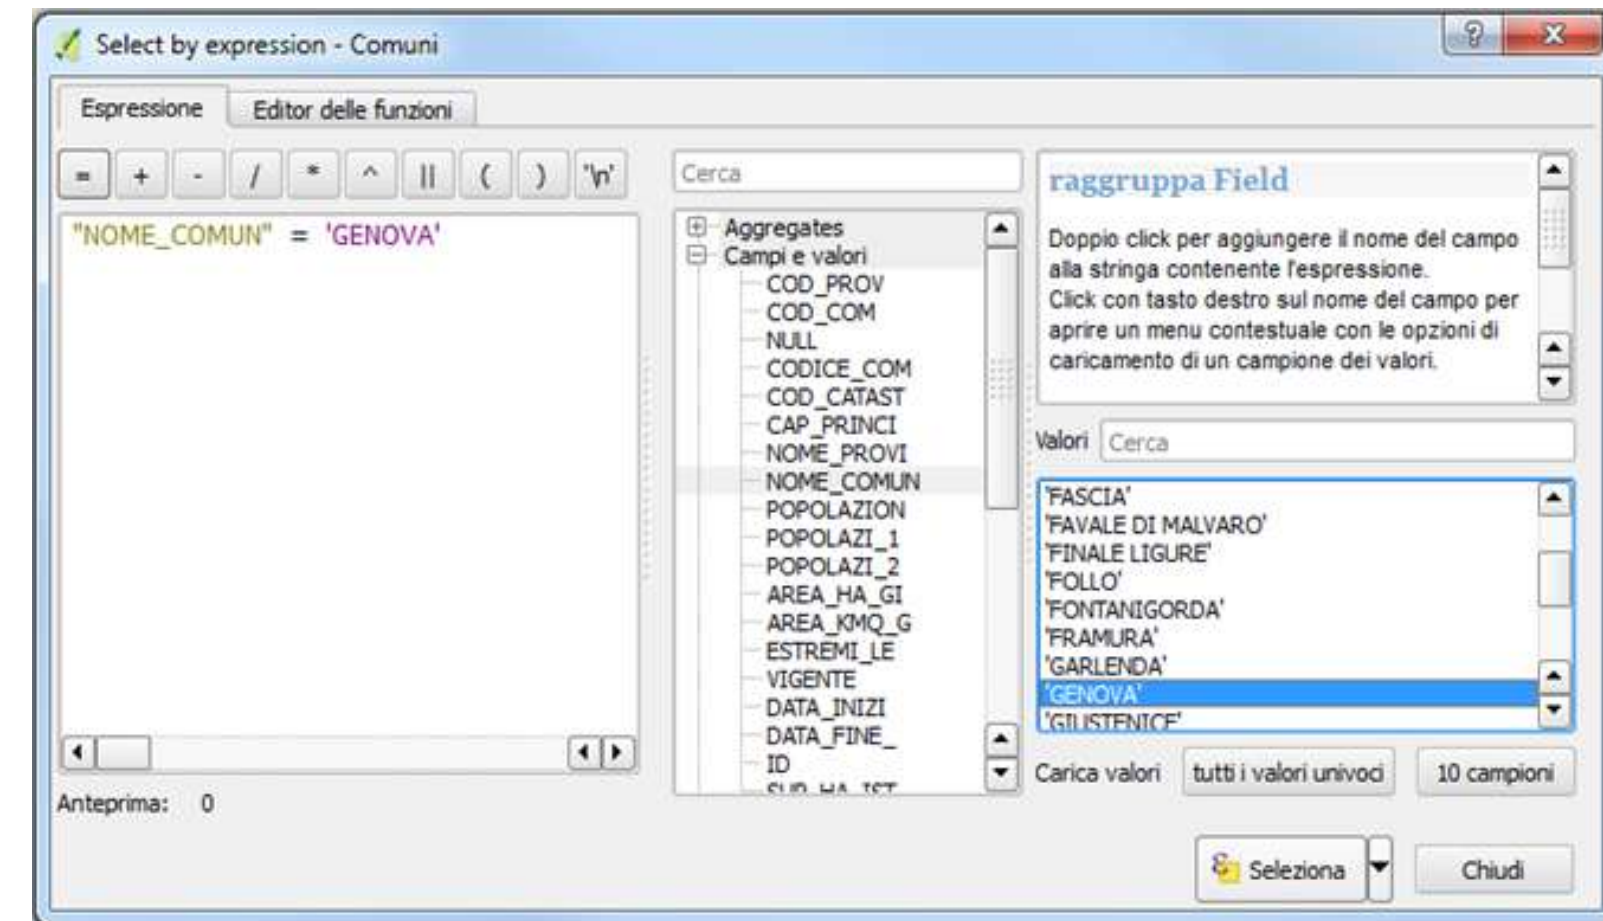 Select by expression - Comuni
Espressione
Editor delle funzioni
= + - / * ^ || ( ) '\n'
"NOME_COMUN" = 'GENOVA'
Anteprima: 0
Cerca
Aggregates
Campi e valori
COD_PROV
COD_COM
NULL
CODICE_COM
COD_CATAST
CAP_PRINCI
NOME_PROVI
NOME_COMUN
POPOLAZION
POPOLAZI_1
POPOLAZI_2
AREA_HA_GI
AREA_KMQ_G
ESTREMI_LE
VIGENTE
DATA_INIZI
DATA_FINE_
ID
SUP_HA_IST
raggruppa Field
Doppio click per aggiungere il nome del campo
alla stringa contenente l'espressione.
Click con tasto destro sul nome del campo per
aprire un menu contestuale con le opzioni di
caricamento di un campione dei valori.
Valori Cerca
'FASCIA'
'FAVALE DI MALVARO'
'FINALE LIGURE'
'FOLLO'
'FONTANIGORDA'
'FRAMURA'
'GARLENDA'
'GENOVA'
'GIUSTENICE'
Carica valori tutti i valori univoci 10 campioni
Seleziona
Chiudi